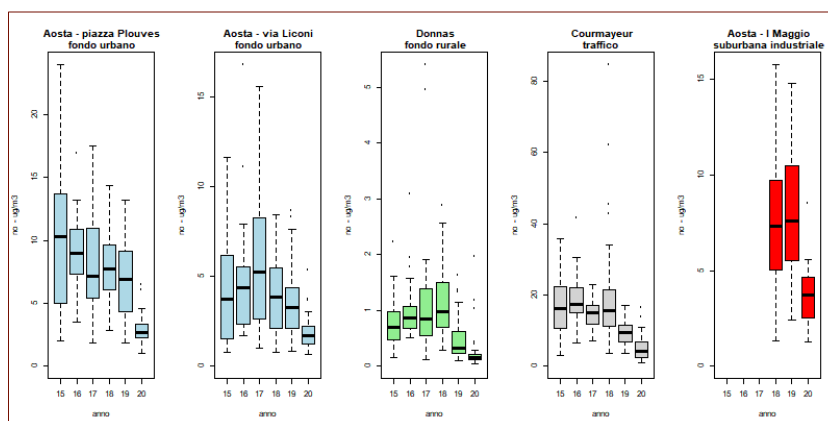 Aosta - piazza Plouves
fondo urbano
no - ug/m3
0 5 10 15 20
15 16 17 18 19 20
anno
Aosta - via Liconi
fondo urbano
no - ug/m3
0 5 10 15
15 16 17 18 19 20
anno
Donnas
fondo rurale
no - ug/m3
0 1 2 3 4 5
15 16 17 18 19 20
anno
Courmayeur
traffico
no - ug/m3
0 20 40 60 80
15 16 17 18 19 20
anno
Aosta - I Maggio
suburbana industriale
no - ug/m3
0 5 10 15
15 16 17 18 19 20
anno